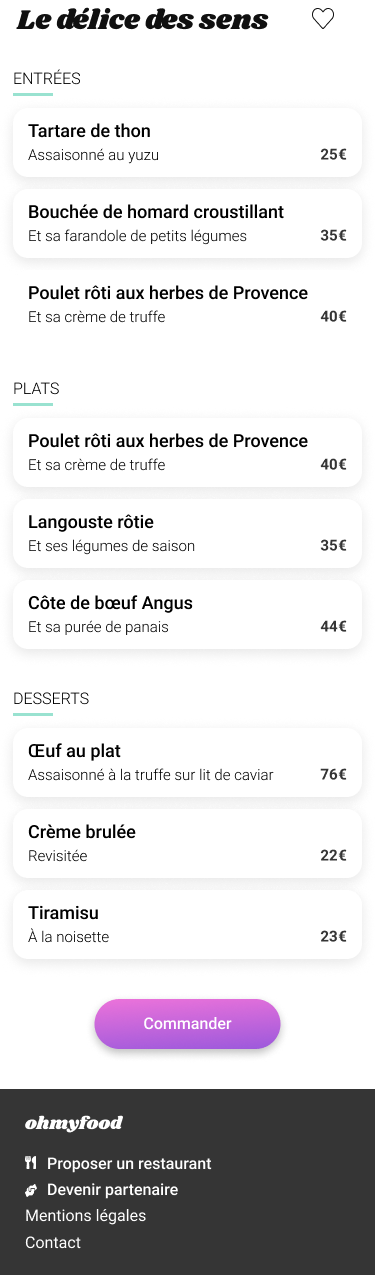 Le délice des sens
ENTRÉES
Tartare de thon
Assaisonné au yuzu 25€
Bouchée de homard croustillant
Et sa farandole de petits légumes 35€
Poulet rôti aux herbes de Provence
Et sa crème de truffe 40€
PLATS
Poulet rôti aux herbes de Provence
Et sa crème de truffe 40€
Langouste rôtie
Et ses légumes de saison 35€
Côte de bœuf Angus
Et sa purée de panais 44€
DESSERTS
Œuf au plat
Assaisonné à la truffe sur lit de caviar 76€
Crème brulée
Revisitée 22€
Tiramisu
À la noisette 23€
Commander
ohmyfood
Proposer un restaurant
Devenir partenaire
Mentions légales
Contact